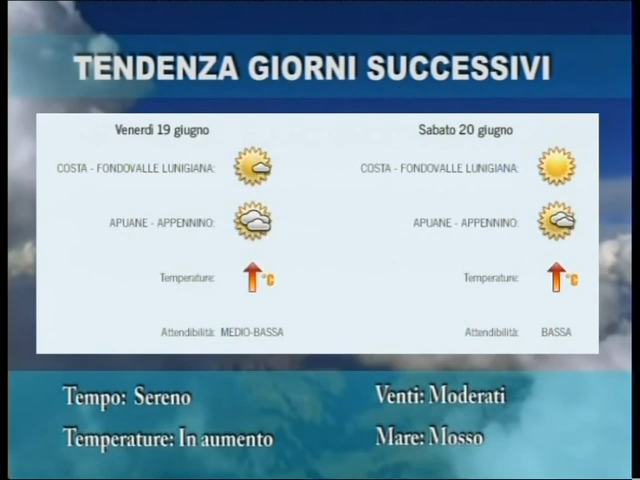 TENDENZA GIORNI SUCCESSIVI
Venerdì 19 giugno
COSTA - FONDOVALLE LUNIGIANA:
APUANE - APPENNINO:
Temperature: °C
Attendibilità: MEDIO-BASSA
Sabato 20 giugno
COSTA - FONDOVALLE LUNIGIANA:
APUANE - APPENNINO:
Temperature: °C
Attendibilità: BASSA
Tempo: Sereno
Temperature: In aumento
Venti: Moderati
Mare: Mosso